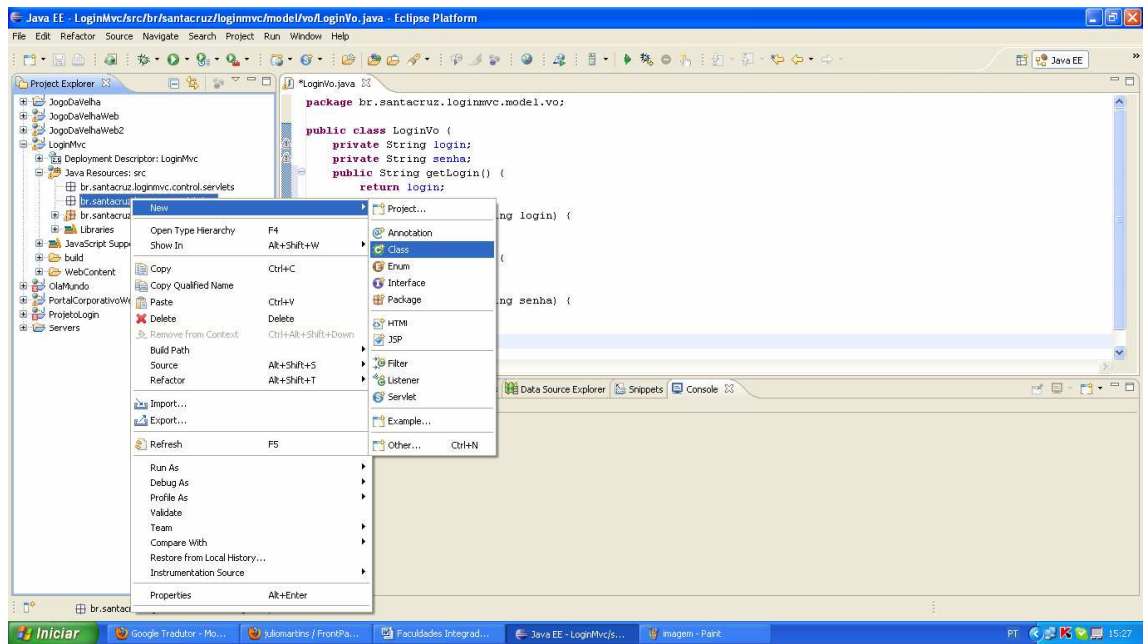 Java EE - LoginMvc/src/br/santacruz/loginmvc/model/vo/LoginVo.java - Eclipse Platform
File Edit Refactor Source Navigate Search Project Run Window Help
Java EE
Project Explorer
*LoginVo.java
JogoDaVelha
JogoDaVelhaWeb
JogoDaVelhaWeb2
LoginMvc
Deployment Descriptor: LoginMvc
Java Resources: src
br.santacruz.loginmvc.control.servlets
br.santacruz
br.santacruz
Libraries
JavaScript Supp
build
WebContent
OlaMundo
PortalCorporativoWe
ProjetoLogin
Servers
package br.santacruz.loginmvc.model.vo;
public class LoginVo {
private String login;
private String senha;
public String getLogin() {
return login;
ng login) {
{
ng senha) {
New
Open Type Hierarchy F4
Show In Alt+Shift+W
Copy Ctrl+C
Copy Qualified Name
Paste Ctrl+V
Delete Delete
Remove from Context Ctrl+Alt+Shift+Down
Build Path
Source Alt+Shift+S
Refactor Alt+Shift+T
Import...
Export...
Refresh F5
Run As
Debug As
Profile As
Validate
Team
Compare With
Restore from Local History...
Instrumentation Source
Properties Alt+Enter
Project...
Annotation
Class
Enum
Interface
Package
HTML
JSP
Filter
Listener
Servlet
Example...
Other... Ctrl+N
Data Source Explorer
Snippets
Console
br.santac
Iniciar
Google Tradutor - Mo...
juliomartins / FrontPa...
Faculdades Integrad...
Java EE - LoginMvc/s...
imagem - Paint
PT
15:27